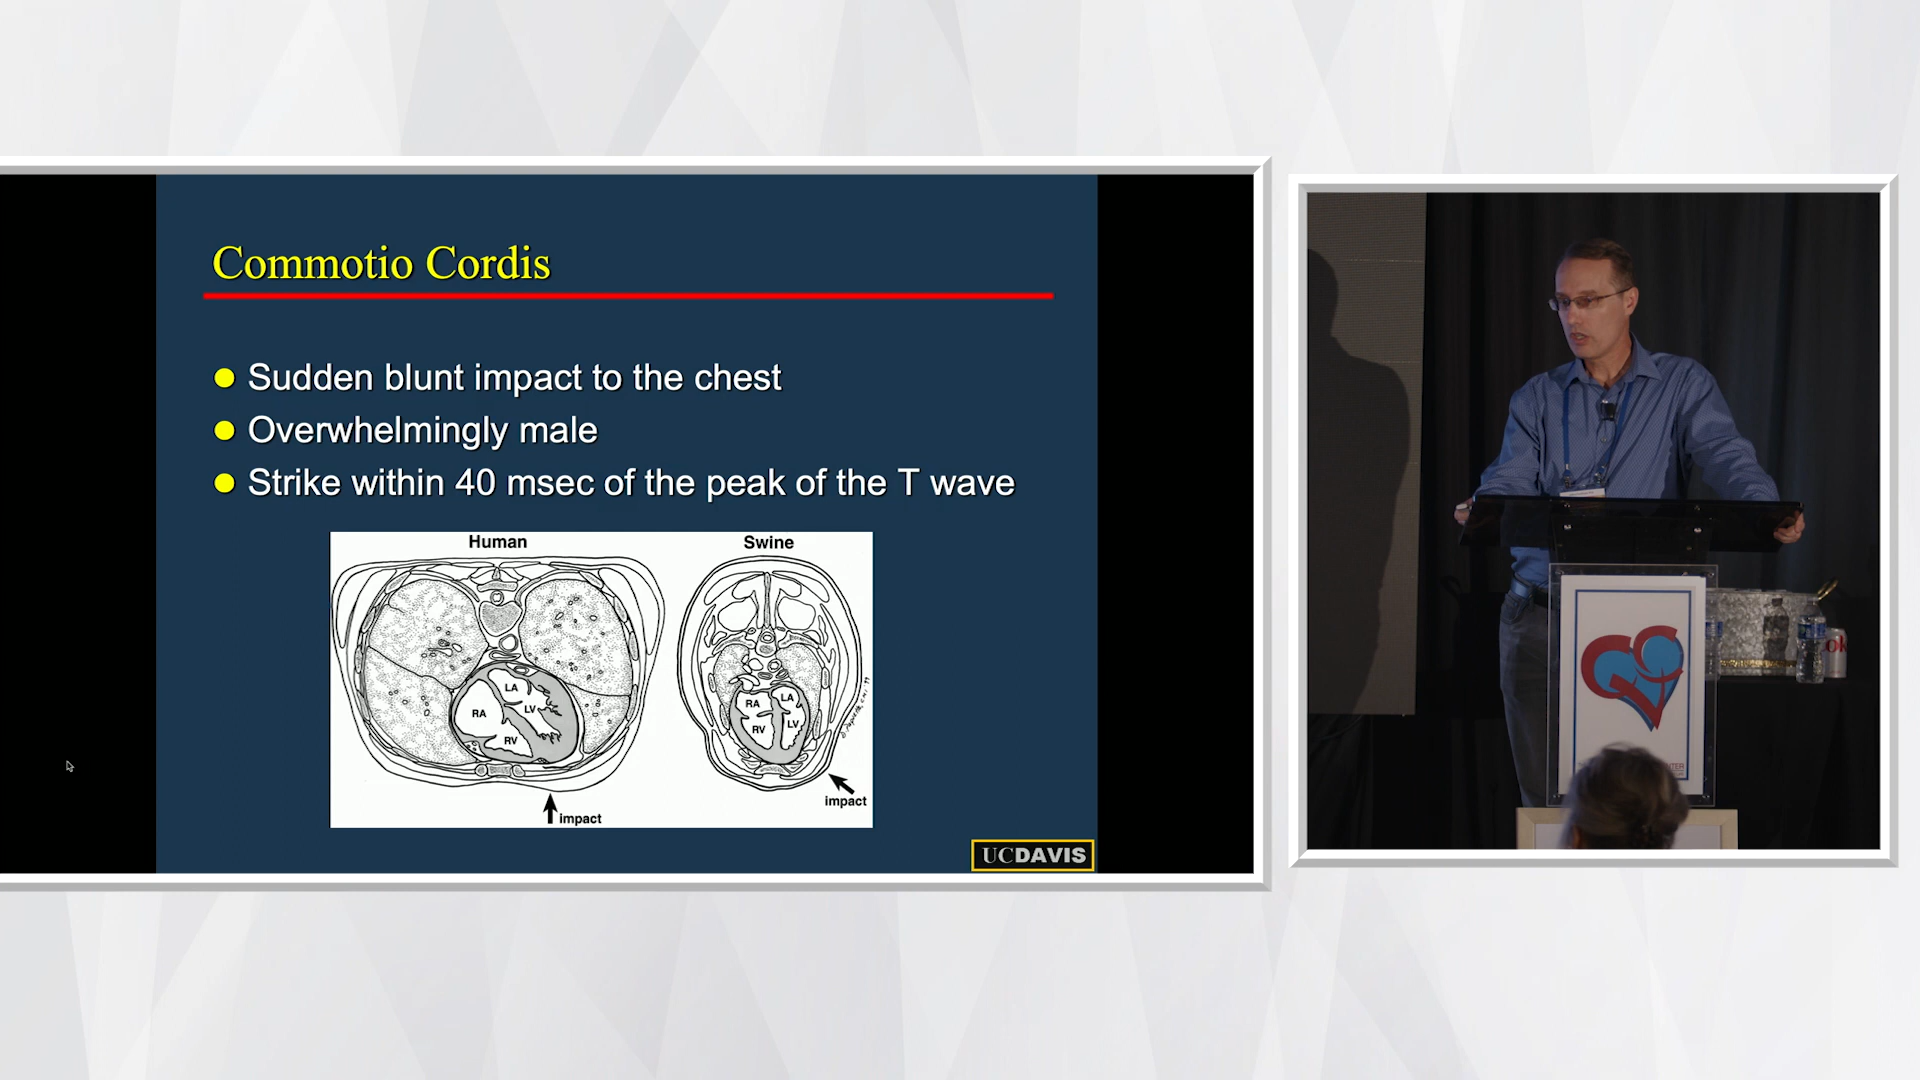 Commotio Cordis
Sudden blunt impact to the chest
Overwhelmingly male
Strike within 40 msec of the peak of the T wave
Human
Swine
LA
RA
LV
RV
impact
RA
LA
LV
RV
impact
UCDAVIS